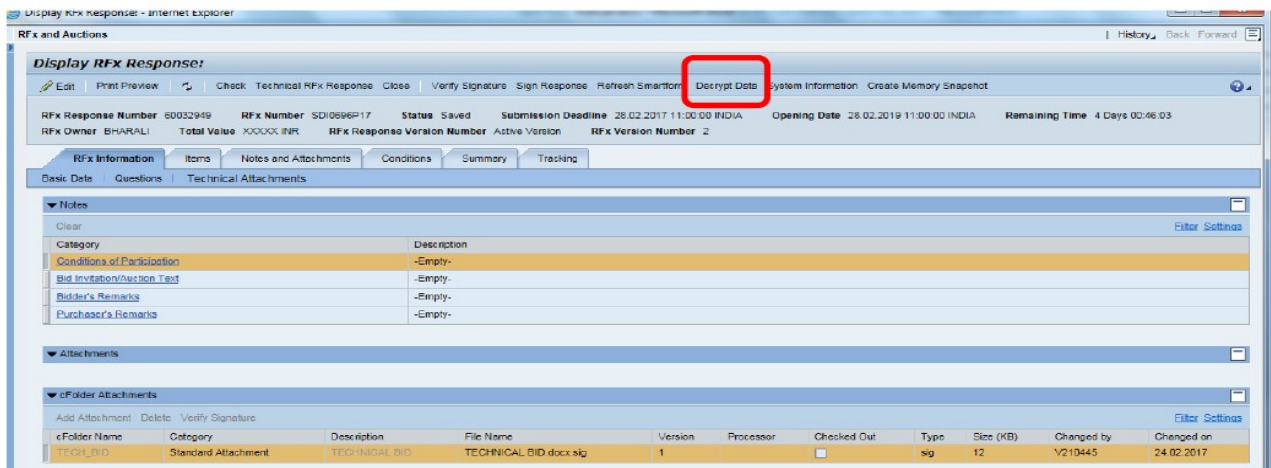 Display RFx Response: - Internet Explorer
RFx and Auctions
History Back Forward
Display RFx Response:
Edit Print Preview Check Technical RFx Response Close Verify Signature Sign Response Refresh Smartform Decrypt Data System Information Create Memory Snapshot
RFx Response Number 60032949 RFx Number SDI0696P17 Status Saved Submission Deadline 28.02.2017 11:00:00 INDIA Opening Date 28.02.2019 11:00:00 INDIA Remaining Time 4 Days 00:46:03
RFx Owner BHARALI Total Value XXXXX INR RFx Response Version Number Active Version RFx Version Number 2
RFx Information Items Notes and Attachments Conditions Summary Tracking
Basic Data Questions Technical Attachments
Notes
Clear Filter Settings
Category Description
Conditions of Participation -Empty-
Bid Invitation/Auction Text -Empty-
Bidder's Remarks -Empty-
Purchaser's Remarks -Empty-
Attachments
cFolder Attachments
Add Attachment Delete Verify Signature Filter Settings
cFolder Name Category Description File Name Version Processor Checked Out Type Size (KB) Changed by Changed on
TECH_BID Standard Attachment TECHNICAL BID TECHNICAL BID.docx.sig 1 sig 12 V210445 24.02.2017